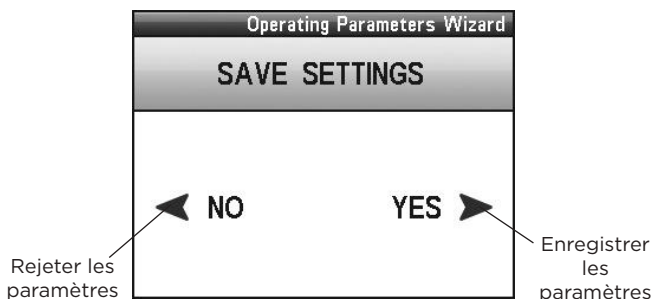 Operating Parameters Wizard
SAVE SETTINGS
NO YES
Rejeter les
paramètres
Enregistrer
les
paramètres